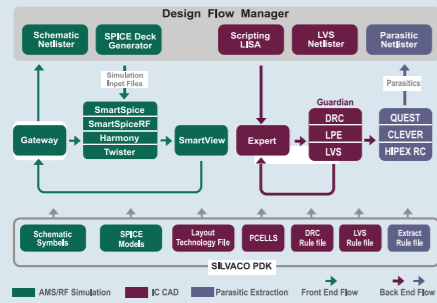 Design Flow Manager
Schematic
Netlister
SPICE Deck
Generator
Scripting
LISA
LVS
Netlister
Parasitic
Netlister
Simulation
Input Files
Parasitics
Gateway
SmartSpice
SmartSpiceRF
Harmony
Twister
SmartView
Expert
Guardian
DRC
LPE
LVS
QUEST
CLEVER
HIPEX RC
Schematic
Symbols
SPICE
Models
Layout
Technology File
PCELLS
DRC
Rule file
LVS
Rule file
Extract
Rule file
SILVACO PDK
AMS/RF Simulation
IC CAD
Parasitic Extraction
Front End Flow
Back End Flow